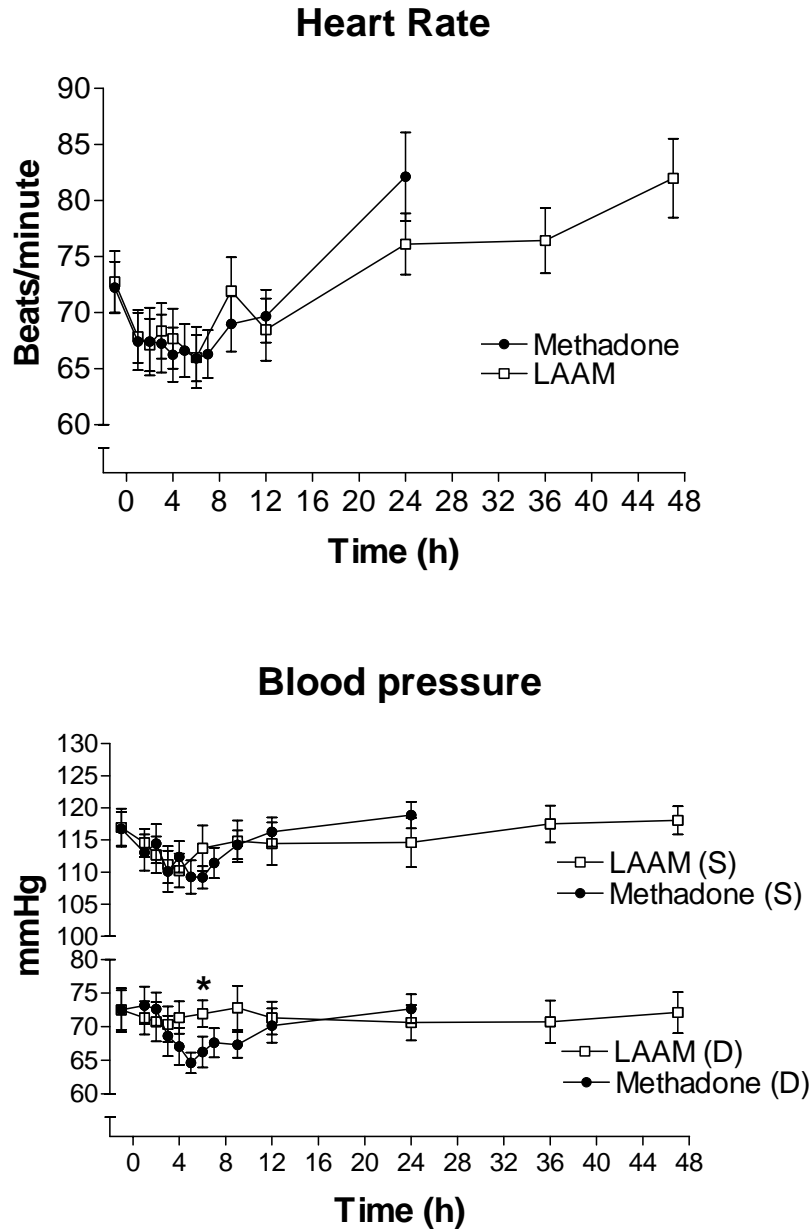 Heart Rate
90
85
80
75
70
65
60
Beats/minute
Methadone
LAAM
0 4 8 12 16 20 24 28 32 36 40 44 48
Time (h)
Blood pressure
130
125
120
115
110
105
100
80
75
70
65
60
mmHg
LAAM (S)
Methadone (S)
*
LAAM (D)
Methadone (D)
0 4 8 12 16 20 24 28 32 36 40 44 48
Time (h)